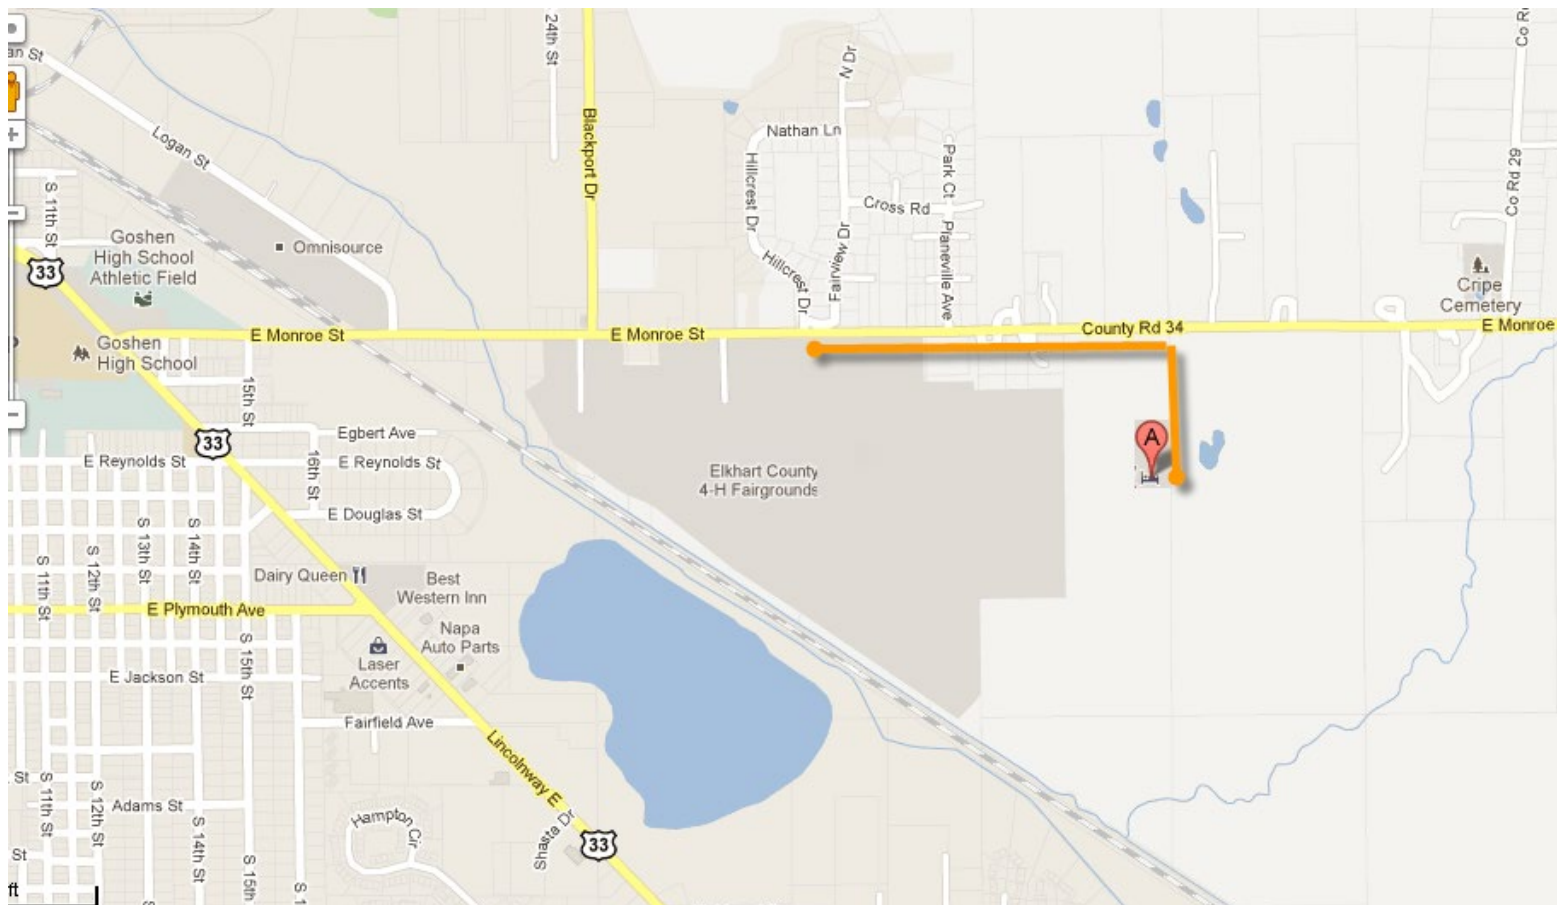 24th St
Co R
an St
N Dr
Blackport Dr
Nathan Ln
Logan St
Park Ct
Co Rd 29
Hillcrest Dr
S 11th St
Cross Rd
Goshen
High School
Athletic Field
Omnisource
33
Hillcrest Dr
Fairview Dr
Planeville Ave
Cripe
Cemetery
E Monroe St
E Monroe St
County Rd 34
E Monroe
Goshen
High School
15th St
33
Egbert Ave
E Reynolds St
16th St
E Reynolds St
A
Elkhart County
4-H Fairgrounds
E Douglas St
S 11th St
S 12th St
S 13th St
S 14th St
Dairy Queen
Best
Western Inn
E Plymouth Ave
Napa
Auto Parts
S 15th St
Laser
Accents
E Jackson St
Fairfield Ave
Lincolnway E
St
S 11th St
S 12th St
Adams St
S 14th St
Hampton Cir
Shasta Dr
33
St
S 15th
S 1
ft